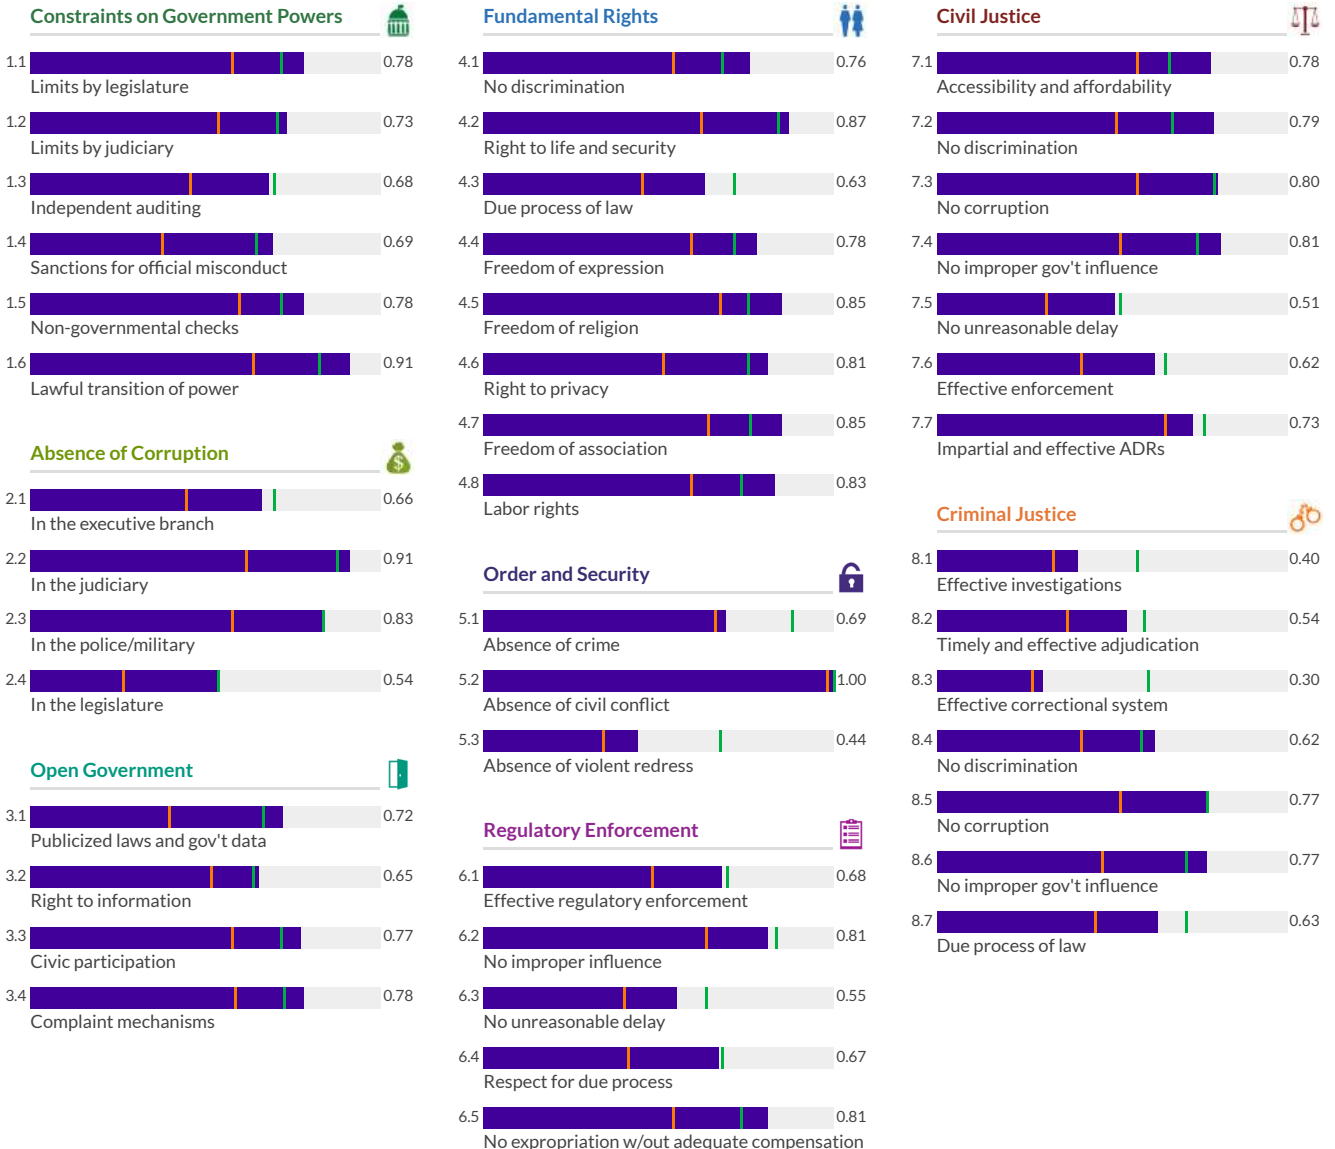 Constraints on Government Powers
1.1 0.78
Limits by legislature
1.2 0.73
Limits by judiciary
1.3 0.68
Independent auditing
1.4 0.69
Sanctions for official misconduct
1.5 0.78
Non-governmental checks
1.6 0.91
Lawful transition of power
Absence of Corruption
$
2.1 0.66
In the executive branch
2.2 0.91
In the judiciary
2.3 0.83
In the police/military
2.4 0.54
In the legislature
Open Government
3.1 0.72
Publicized laws and gov't data
3.2 0.65
Right to information
3.3 0.77
Civic participation
3.4 0.78
Complaint mechanisms
Fundamental Rights
4.1 0.76
No discrimination
4.2 0.87
Right to life and security
4.3 0.63
Due process of law
4.4 0.78
Freedom of expression
4.5 0.85
Freedom of religion
4.6 0.81
Right to privacy
4.7 0.85
Freedom of association
4.8 0.83
Labor rights
Order and Security
5.1 0.69
Absence of crime
5.2 1.00
Absence of civil conflict
5.3 0.44
Absence of violent redress
Regulatory Enforcement
6.1 0.68
Effective regulatory enforcement
6.2 0.81
No improper influence
6.3 0.55
No unreasonable delay
6.4 0.67
Respect for due process
6.5 0.81
No expropriation w/out adequate compensation
Civil Justice
7.1 0.78
Accessibility and affordability
7.2 0.79
No discrimination
7.3 0.80
No corruption
7.4 0.81
No improper gov't influence
7.5 0.51
No unreasonable delay
7.6 0.62
Effective enforcement
7.7 0.73
Impartial and effective ADRs
Criminal Justice
8.1 0.40
Effective investigations
8.2 0.54
Timely and effective adjudication
8.3 0.30
Effective correctional system
8.4 0.62
No discrimination
8.5 0.77
No corruption
8.6 0.77
No improper gov't influence
8.7 0.63
Due process of law